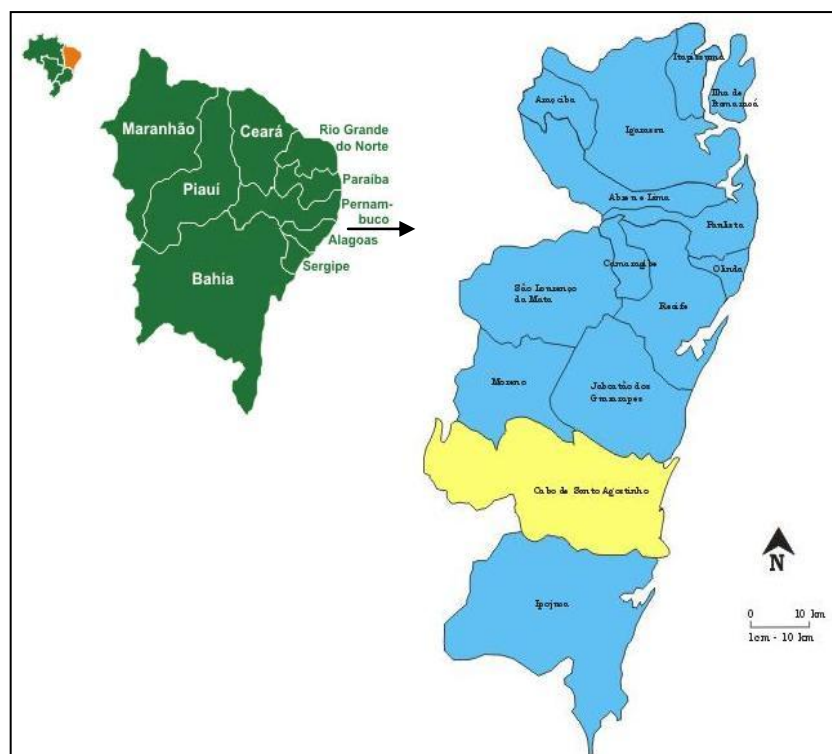 Maranhão
Ceará
Rio Grande
do Norte
Piauí
Paraíba
Pernam-
buco
Alagoas
Bahia
Sergipe
Itapissuma
Ilha de
Itamaracá
Araçoiba
Igarassu
Abreu e Lima
Paulista
Camaragibe
Olinda
São Lourenço
da Mata
Recife
Moreno
Jaboatão dos
Guararapes
Cabo de Santo Agostinho
Ipojuca
N
0 10 km
1cm - 10 km